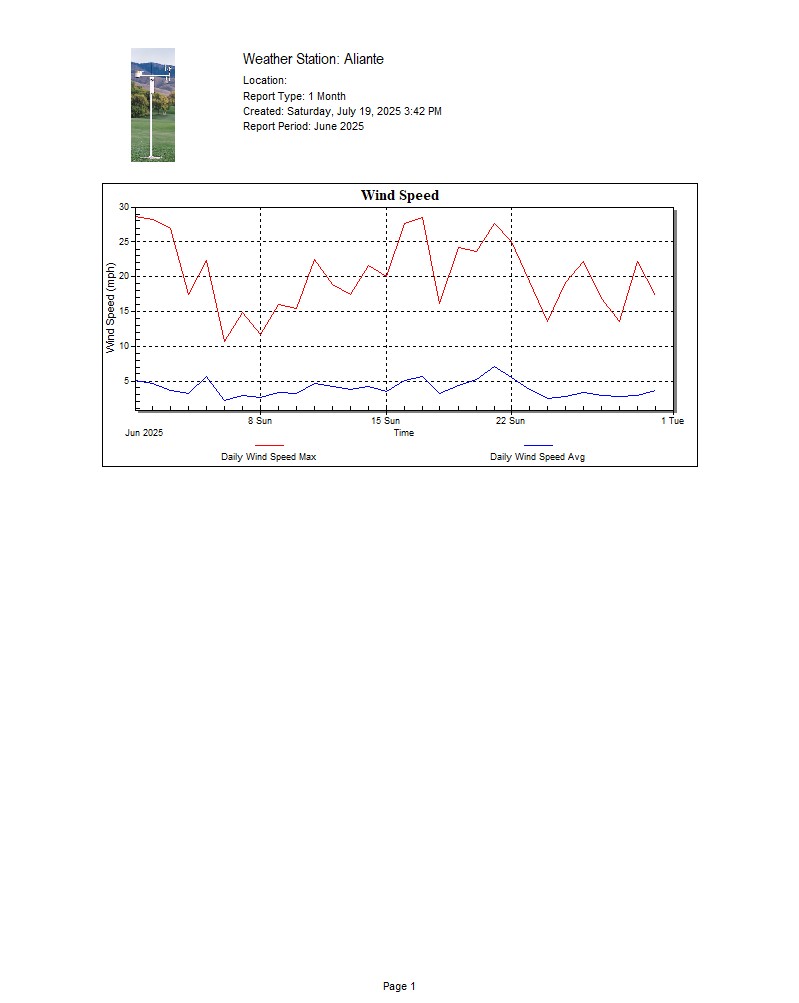 Weather Station: Aliante
Location:
Report Type: 1 Month
Created: Saturday, July 19, 2025 3:42 PM
Report Period: June 2025
Wind Speed
Wind Speed (mph)
30
25
20
15
10
5
8 Sun 15 Sun 22 Sun 1 Tue
Jun 2025 Time
Daily Wind Speed Max Daily Wind Speed Avg
Page 1